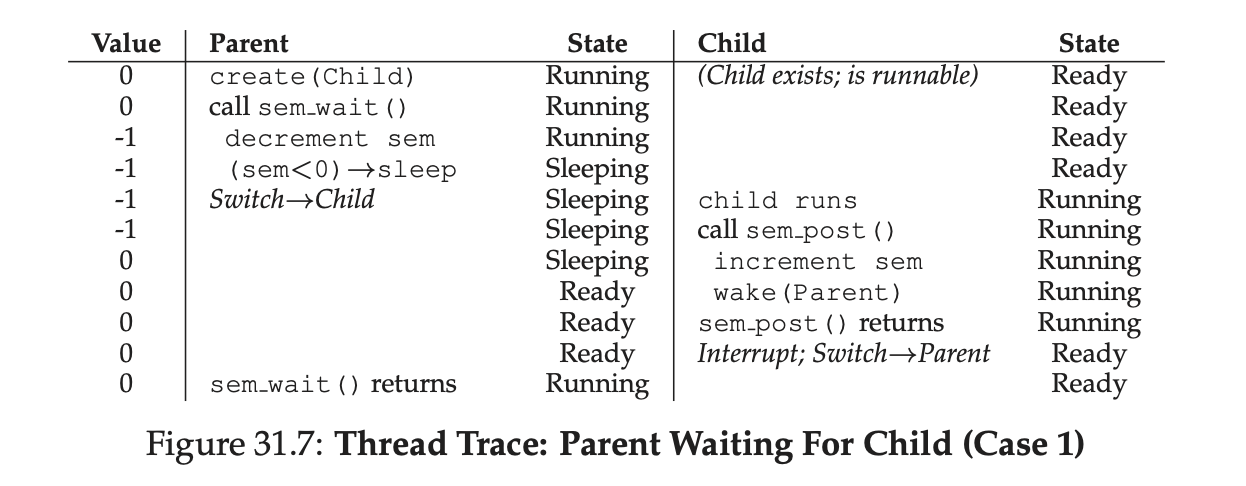 Value Parent State Child State
0 create(Child) Running (Child exists; is runnable) Ready
0 call sem_wait() Running Ready
-1 decrement sem Running Ready
-1 (sem<0)→sleep Sleeping Ready
-1 Switch→Child Sleeping child runs Running
-1 Sleeping call sem_post() Running
0 Sleeping increment sem Running
0 Ready wake(Parent) Running
0 Ready sem_post() returns Running
0 Ready Interrupt; Switch→Parent Ready
0 sem_wait() returns Running Ready
Figure 31.7: Thread Trace: Parent Waiting For Child (Case 1)